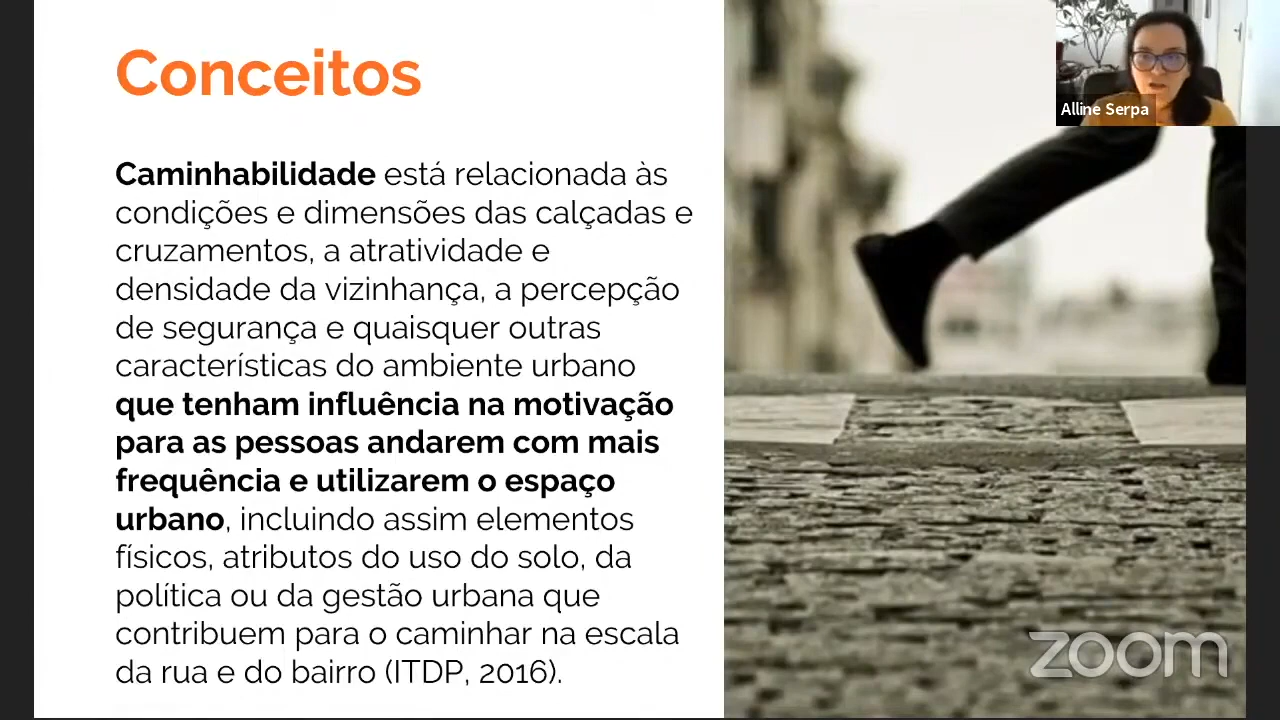 Conceitos
Alline Serpa
Caminhabilidade está relacionada às
condições e dimensões das calçadas e
cruzamentos, a atratividade e
densidade da vizinhança, a percepção
de segurança e quaisquer outras
características do ambiente urbano
que tenham influência na motivação
para as pessoas andarem com mais
frequência e utilizarem o espaço
urbano, incluindo assim elementos
físicos, atributos do uso do solo, da
política ou da gestão urbana que
contribuem para o caminhar na escala
da rua e do bairro (ITDP, 2016).
zoom